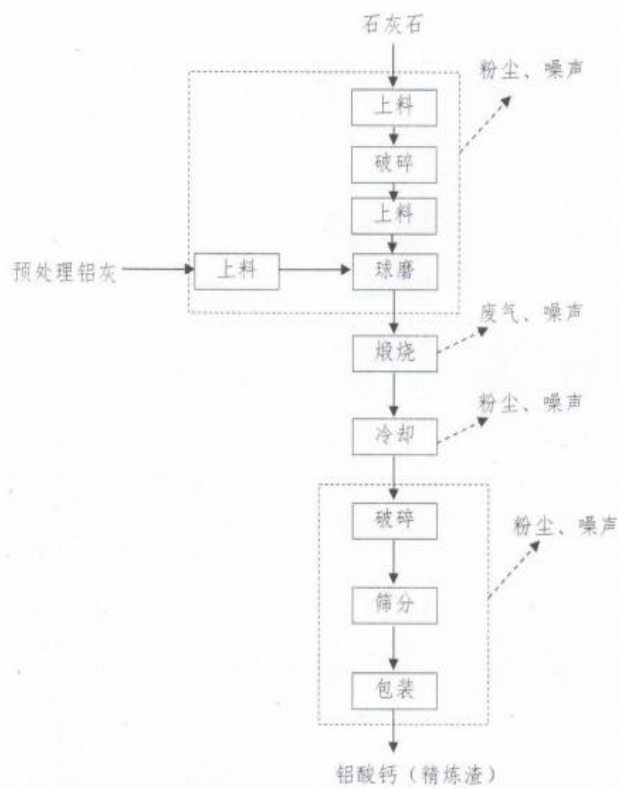 石灰石
粉尘、噪声
上料
破碎
上料
预处理铝灰
上料
球磨
废气、噪声
煅烧
粉尘、噪声
冷却
破碎
粉尘、噪声
筛分
包装
铝酸钙（精炼渣）